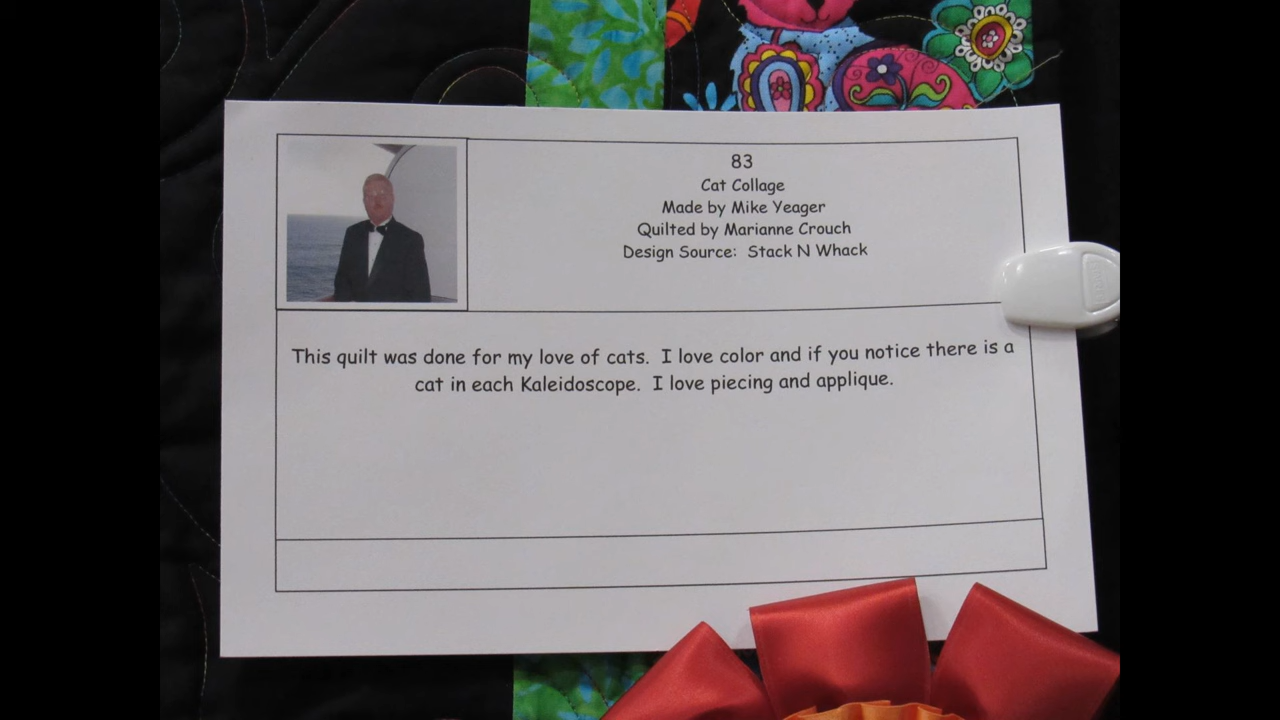 83
Cat Collage
Made by Mike Yeager
Quilted by Marianne Crouch
Design Source:  Stack N Whack
This quilt was done for my love of cats.  I love color and if you notice there is a
cat in each Kaleidoscope.  I love piecing and applique.